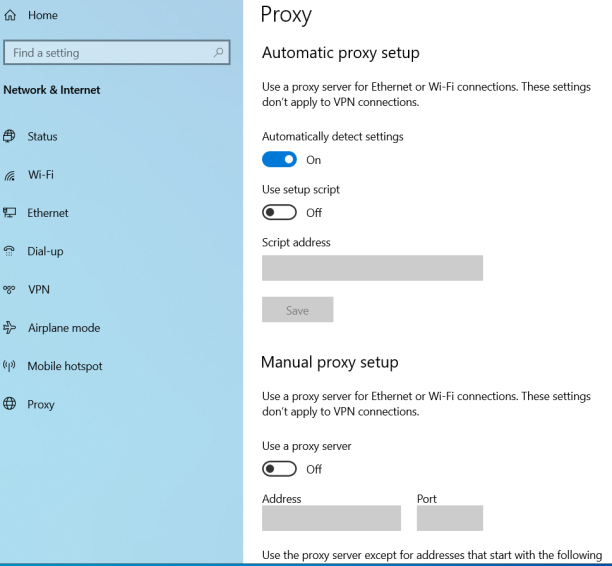 Home
Find a setting
Network & Internet
Status
Wi-Fi
Ethernet
Dial-up
VPN
Airplane mode
Mobile hotspot
Proxy
Proxy
Automatic proxy setup
Use a proxy server for Ethernet or Wi-Fi connections. These settings
don't apply to VPN connections.
Automatically detect settings
On
Use setup script
Off
Script address
Save
Manual proxy setup
Use a proxy server for Ethernet or Wi-Fi connections. These settings
don't apply to VPN connections.
Use a proxy server
Off
Address Port
Use the proxy server except for addresses that start with the following